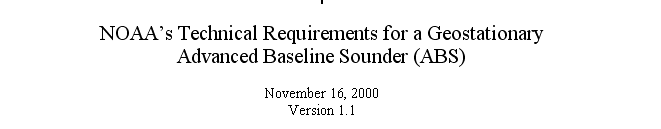 NOAA's Technical Requirements for a Geostationary
Advanced Baseline Sounder (ABS)
November 16, 2000
Version 1.1